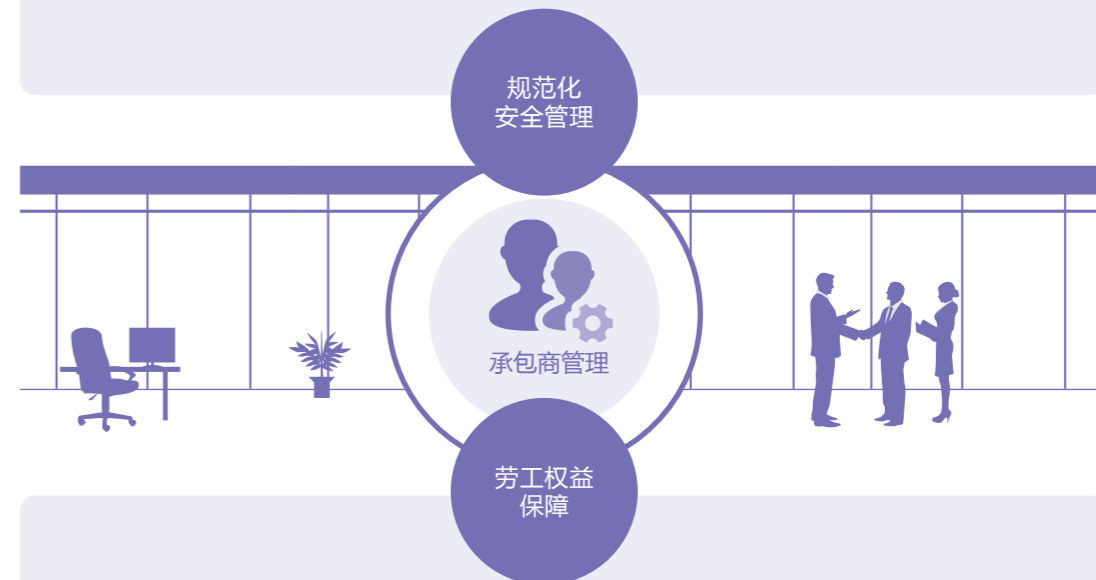 规范化
安全管理
承包商管理
劳工权益
保障